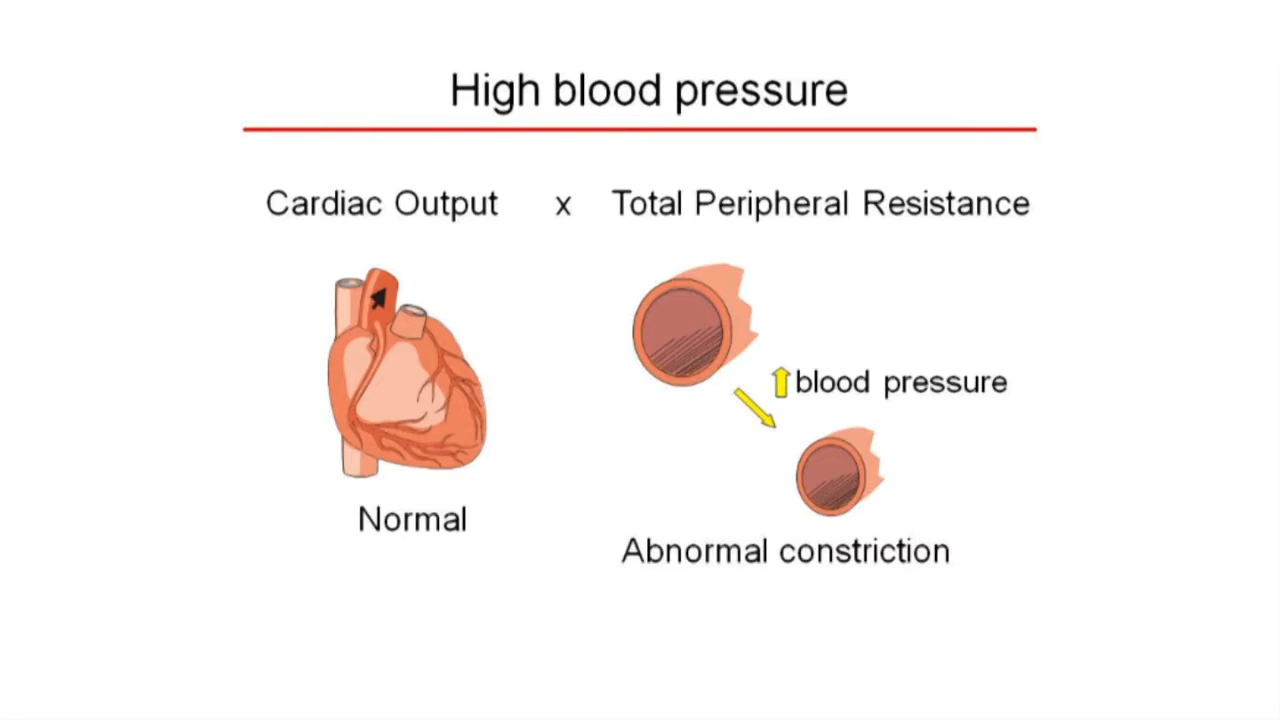 High blood pressure
Cardiac Output x Total Peripheral Resistance
blood pressure
Normal
Abnormal constriction